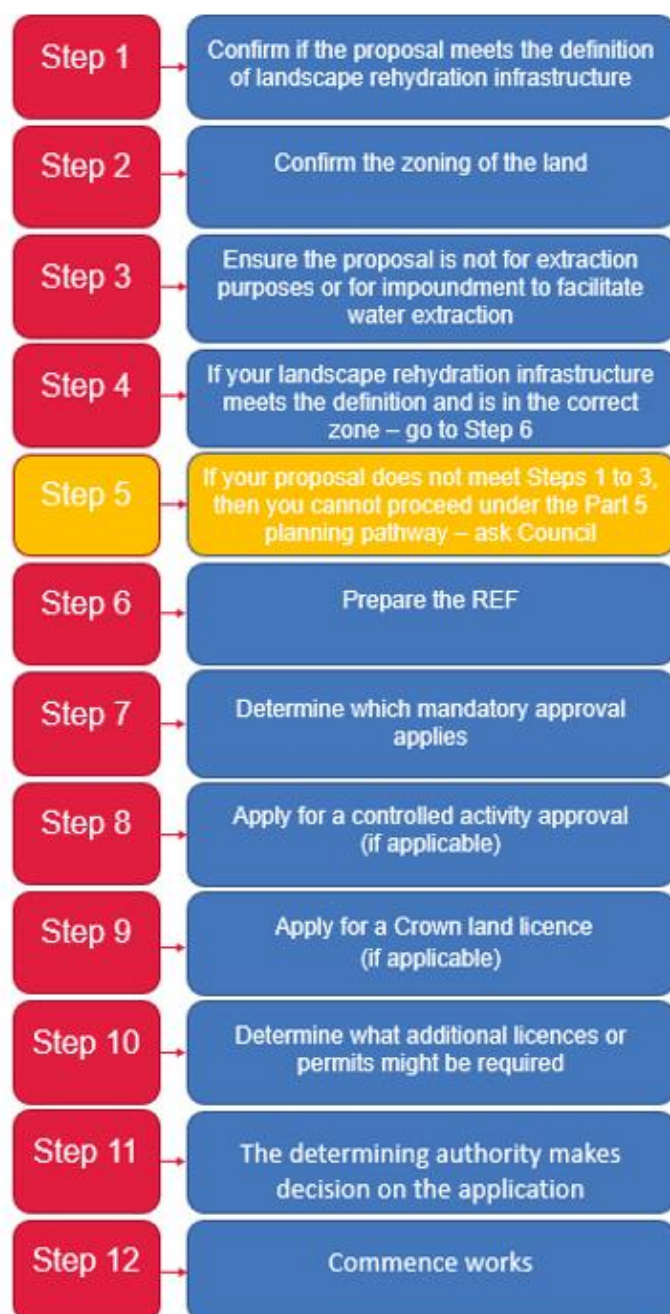 Step 1
Confirm if the proposal meets the definition
of landscape rehydration infrastructure
Step 2
Confirm the zoning of the land
Step 3
Ensure the proposal is not for extraction
purposes or for impoundment to facilitate
water extraction
Step 4
If your landscape rehydration infrastructure
meets the definition and is in the correct
zone – go to Step 6
Step 5
If your proposal does not meet Steps 1 to 3,
then you cannot proceed under the Part 5
planning pathway – ask Council
Step 6
Prepare the REF
Step 7
Determine which mandatory approval
applies
Step 8
Apply for a controlled activity approval
(if applicable)
Step 9
Apply for a Crown land licence
(if applicable)
Step 10
Determine what additional licences or
permits might be required
Step 11
The determining authority makes
decision on the application
Step 12
Commence works